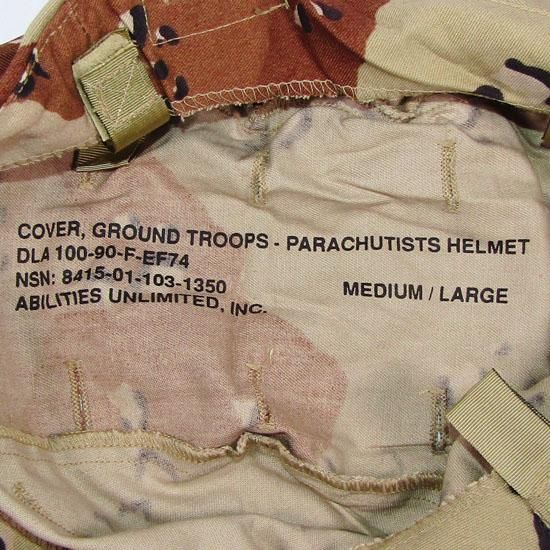 COVER, GROUND TROOPS - PARACHUTISTS HELMET
DLA 100-90-F-EF74
NSN: 8415-01-103-1350
MEDIUM / LARGE
ABILITIES UNLIMITED, INC.